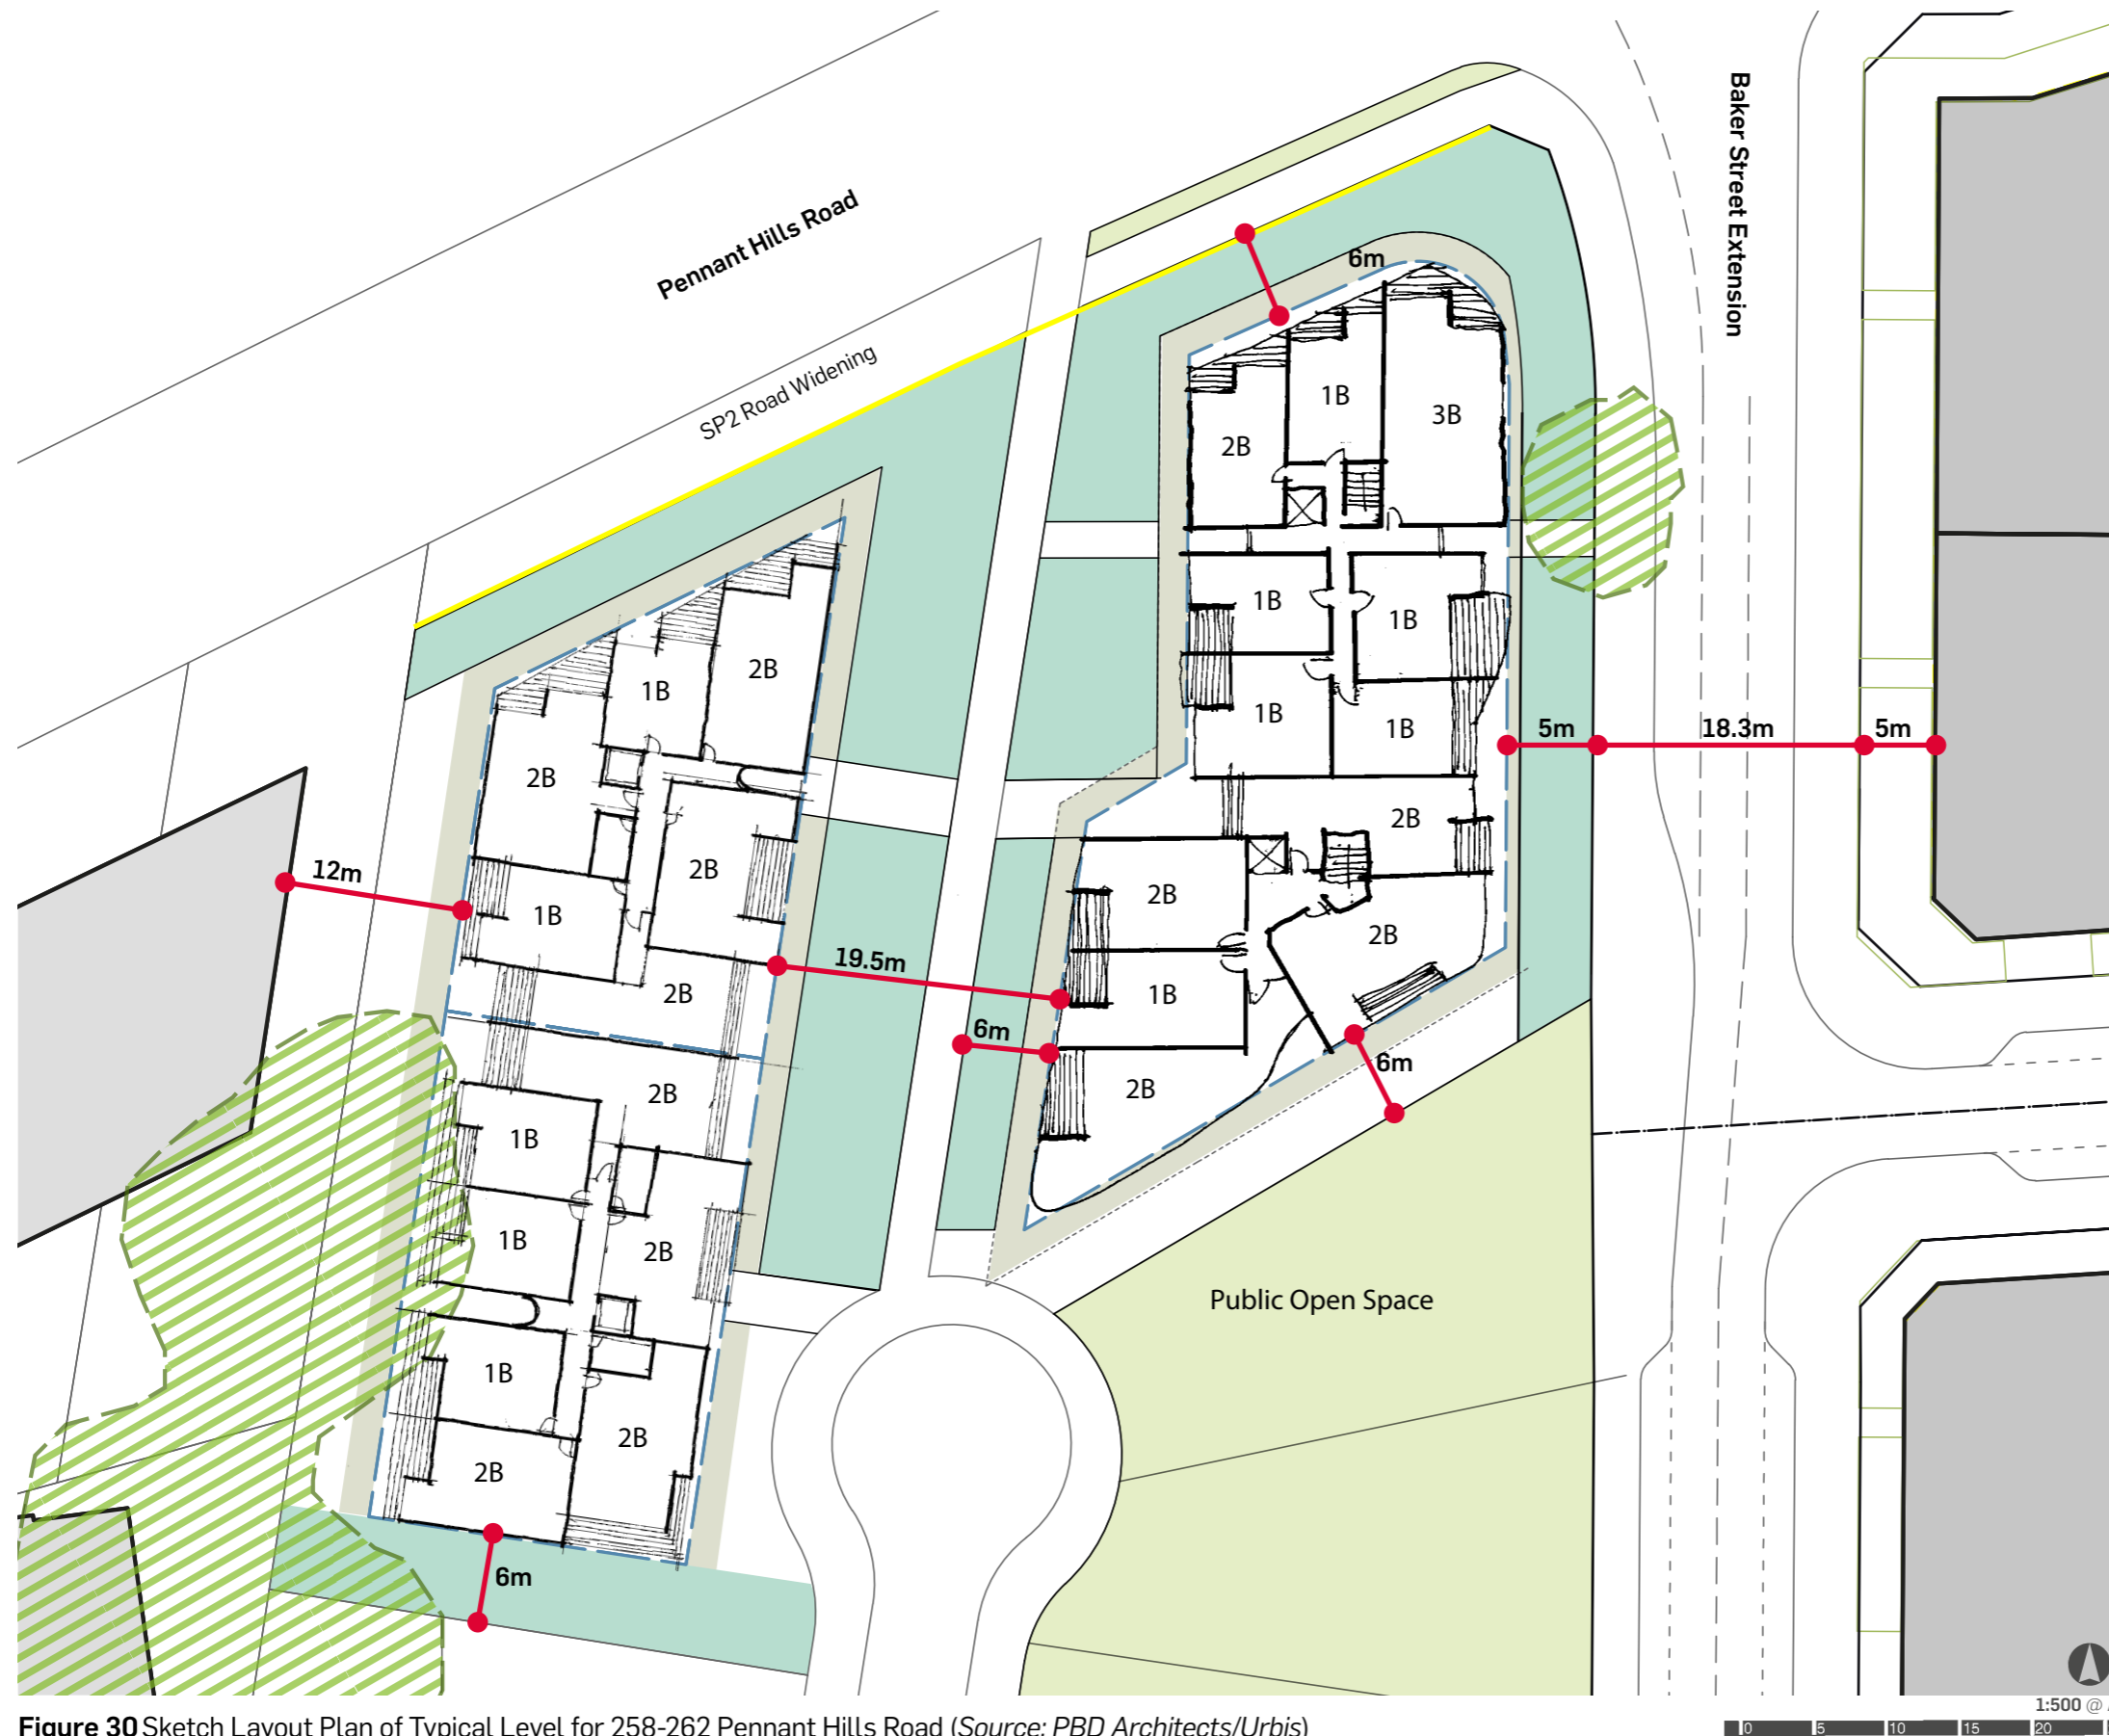 Pennant Hills Road
Baker Street Extension
SP2 Road Widening
6m
1B
3B
2B
2B
1B
1B
1B
2B
1B
1B
5m
18.3m
5m
2B
2B
12m
1B
2B
2B
19.5m
2B
1B
6m
6m
2B
2B
1B
1B
2B
Public Open Space
1B
2B
2B
6m
1:500 @
0 5 10 15 20
Figure 30 Sketch Layout Plan of Typical Level for 258-262 Pennant Hills Road (Source: PBD Architects/Urbis)